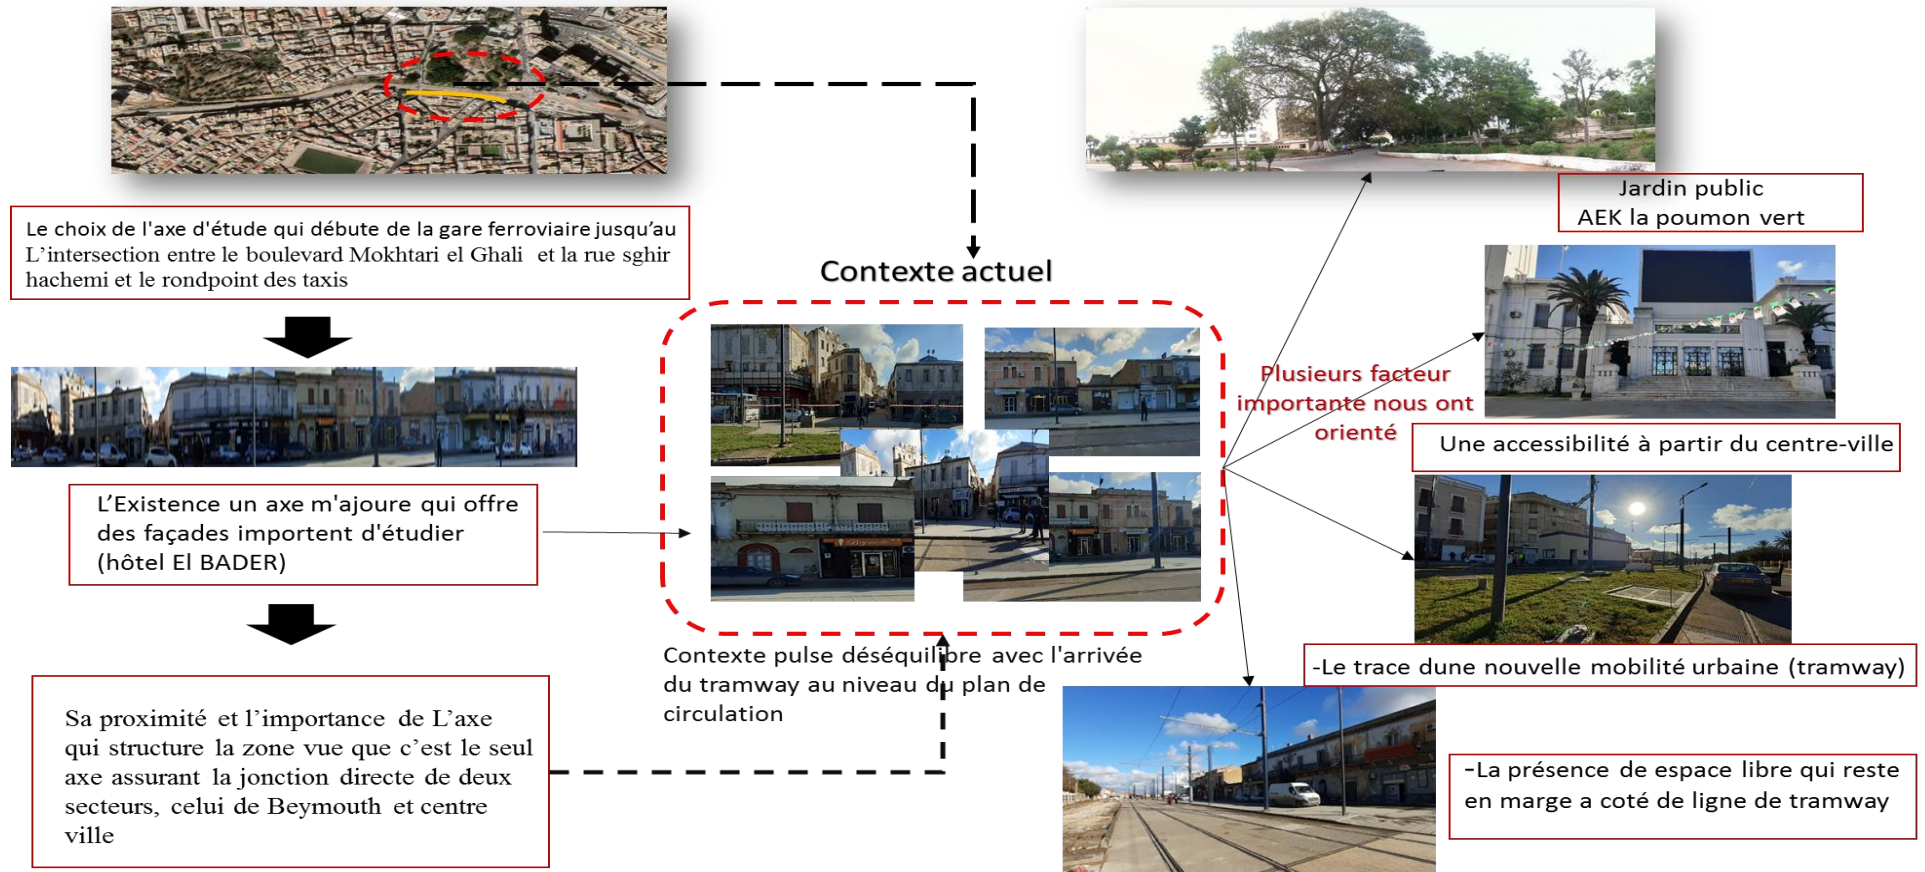 Le choix de l'axe d'étude qui débute de la gare ferroviaire jusqu'au
L'intersection entre le boulevard Mokhtari el Ghali et la rue sghir
hachemi et le rondpoint des taxis
L'Existence un axe m'ajoure qui offre
des façades importent d'étudier
(hôtel El BADER)
Sa proximité et l'importance de L'axe
qui structure la zone vue que c'est le seul
axe assurant la jonction directe de deux
secteurs, celui de Beymouth et centre
ville
Contexte actuel
Contexte pulse déséquilibre avec l'arrivée
du tramway au niveau du plan de
circulation
Plusieurs facteur
importante nous ont
orienté
Jardin public
AEK la poumon vert
Une accessibilité à partir du centre-ville
-Le trace dune nouvelle mobilité urbaine (tramway)
-La présence de espace libre qui reste
en marge a coté de ligne de tramway